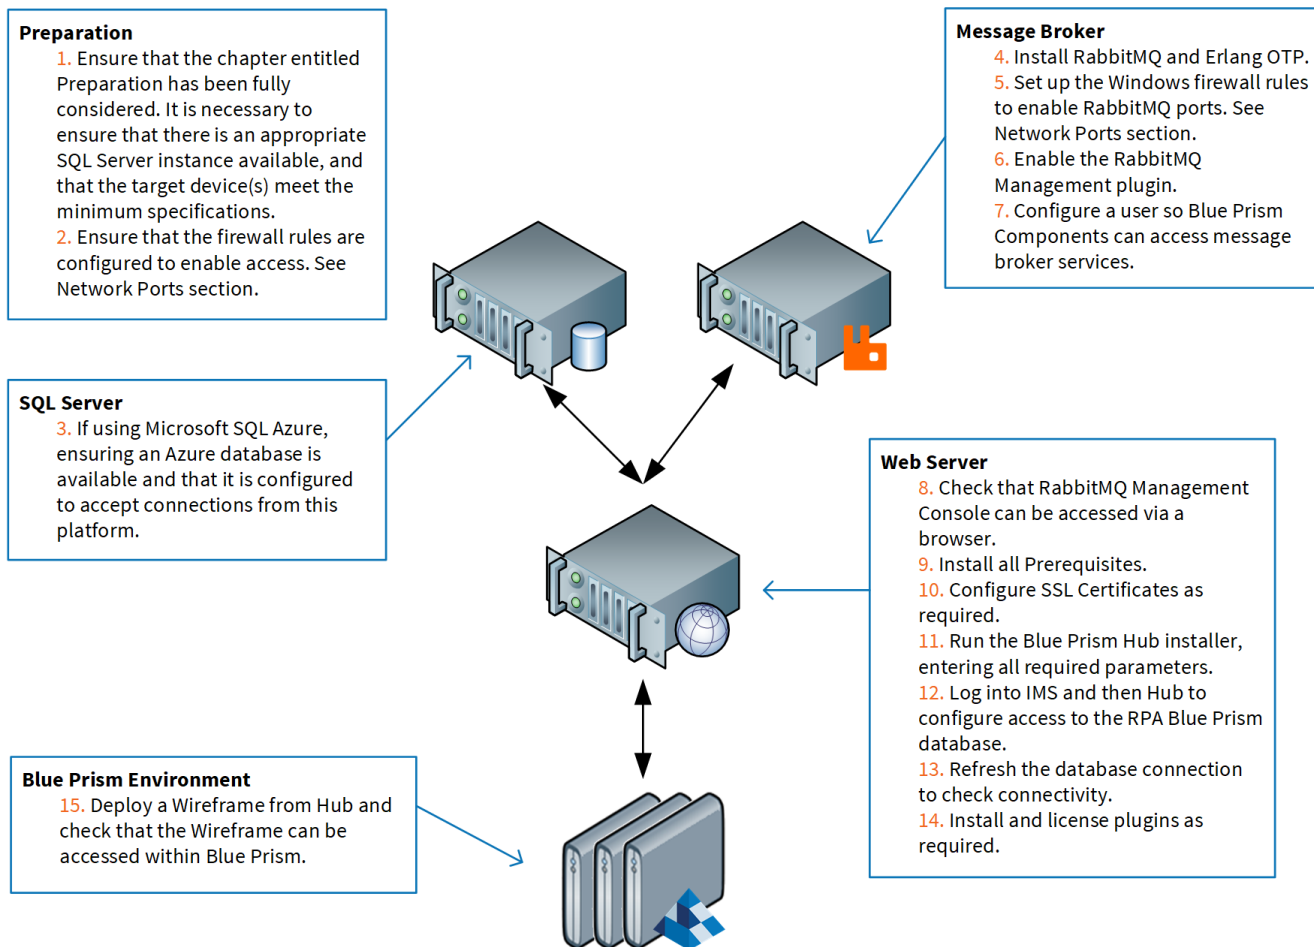 Preparation
1. Ensure that the chapter entitled
Preparation has been fully
considered. It is necessary to
ensure that there is an appropriate
SQL Server instance available, and
that the target device(s) meet the
minimum specifications.
2. Ensure that the firewall rules are
configured to enable access. See
Network Ports section.
Message Broker
4. Install RabbitMQ and Erlang OTP.
5. Set up the Windows firewall rules
to enable RabbitMQ ports. See
Network Ports section.
6. Enable the RabbitMQ
Management plugin.
7. Configure a user so Blue Prism
Components can access message
broker services.
SQL Server
3. If using Microsoft SQL Azure,
ensuring an Azure database is
available and that it is configured
to accept connections from this
platform.
Web Server
8. Check that RabbitMQ Management
Console can be accessed via a
browser.
9. Install all Prerequisites.
10. Configure SSL Certificates as
required.
11. Run the Blue Prism Hub installer,
entering all required parameters.
12. Log into IMS and then Hub to
configure access to the RPA Blue Prism
database.
13. Refresh the database connection
to check connectivity.
14. Install and license plugins as
required.
Blue Prism Environment
15. Deploy a Wireframe from Hub and
check that the Wireframe can be
accessed within Blue Prism.